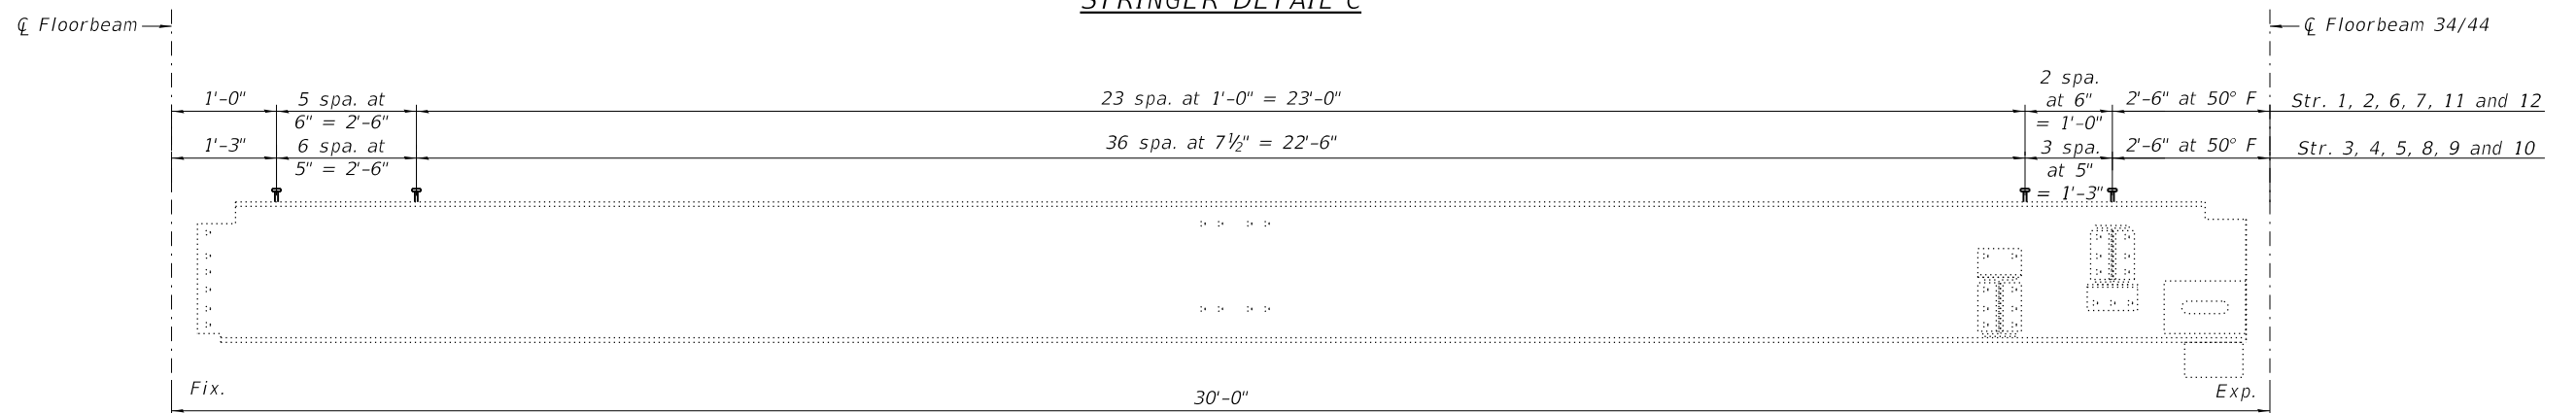 STRINGER DETAIL C
℄ Floorbeam
℄ Floorbeam 34/44
1'-0"
5 spa. at
6" = 2'-6"
23 spa. at 1'-0" = 23'-0"
2 spa.
at 6"
= 1'-0"
2'-6" at 50° F
Str. 1, 2, 6, 7, 11 and 12
1'-3"
6 spa. at
5" = 2'-6"
36 spa. at 7½" = 22'-6"
3 spa.
at 5"
= 1'-3"
2'-6" at 50° F
Str. 3, 4, 5, 8, 9 and 10
Fix.
Exp.
30'-0"